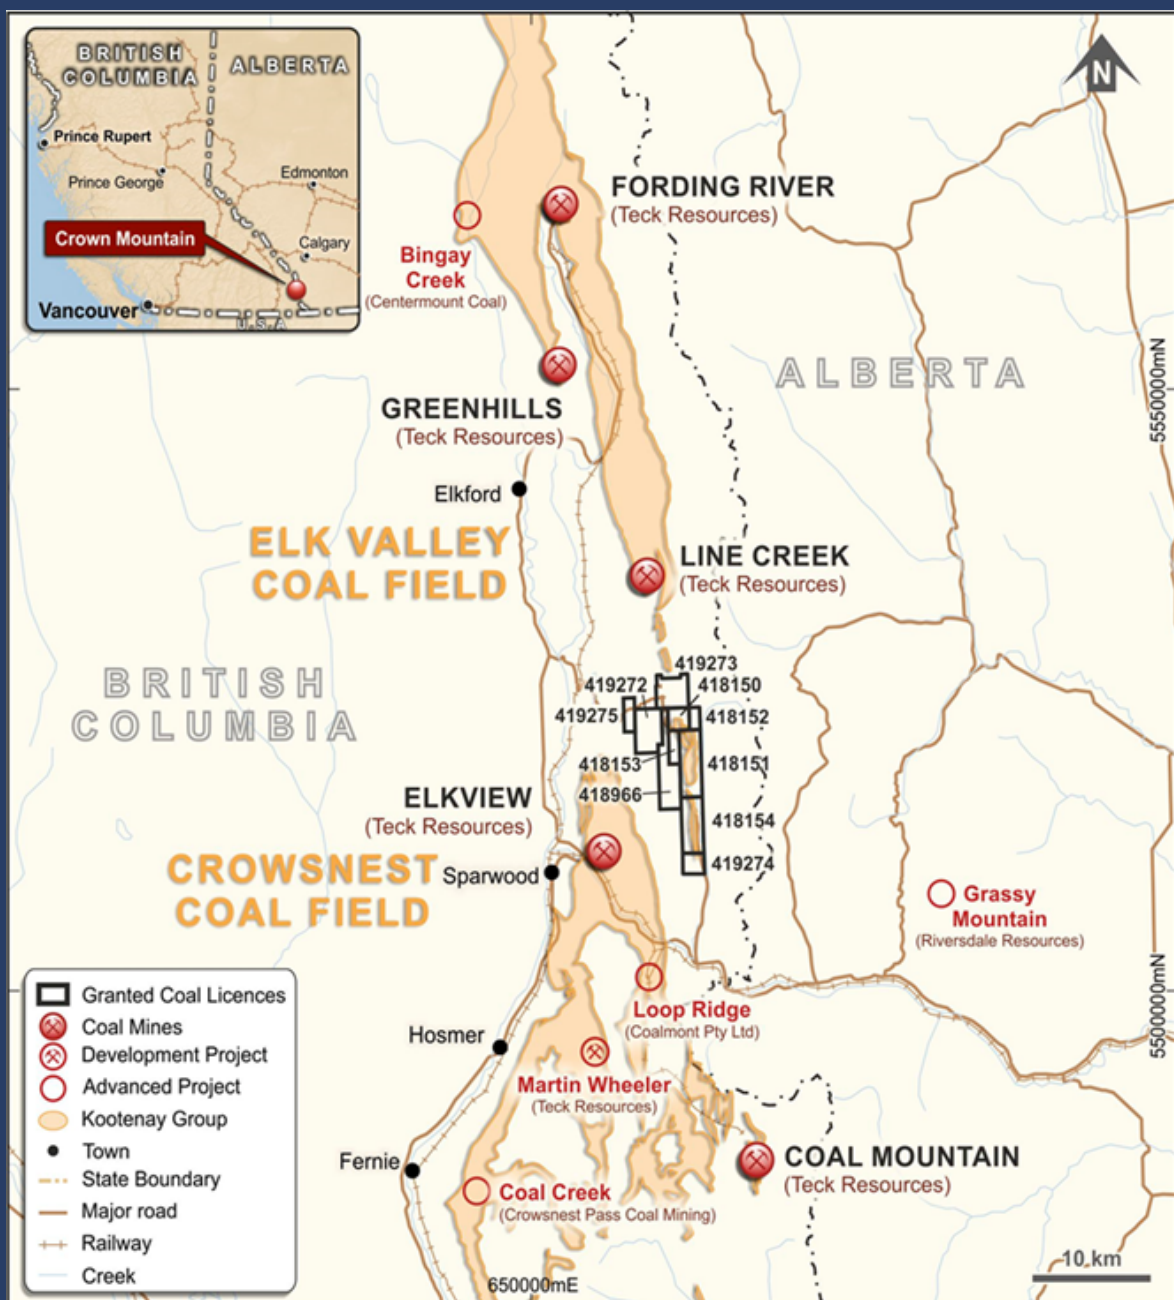 BRITISH
COLUMBIA
ALBERTA
Prince Rupert
Prince George
Edmonton
Crown Mountain
Calgary
Vancouver
U.S.A
N
FORDING RIVER
(Teck Resources)
Bingay
Creek
(Centermount Coal)
ALBERTA
5550000mN
GREENHILLS
(Teck Resources)
Elkford
ELK VALLEY
COAL FIELD
LINE CREEK
(Teck Resources)
BRITISH
COLUMBIA
419273
419272
418150
419275
418152
418153
418151
418966
418154
419274
ELKVIEW
(Teck Resources)
CROWSNEST
COAL FIELD
Sparwood
Grassy
Mountain
(Riversdale Resources)
5500000mN
Loop Ridge
(Coalmont Pty Ltd)
Hosmer
Martin Wheeler
(Teck Resources)
COAL MOUNTAIN
(Teck Resources)
Fernie
Coal Creek
(Crowsnest Pass Coal Mining)
650000mE
10 km
Granted Coal Licences
Coal Mines
Development Project
Advanced Project
Kootenay Group
Town
State Boundary
Major road
Railway
Creek